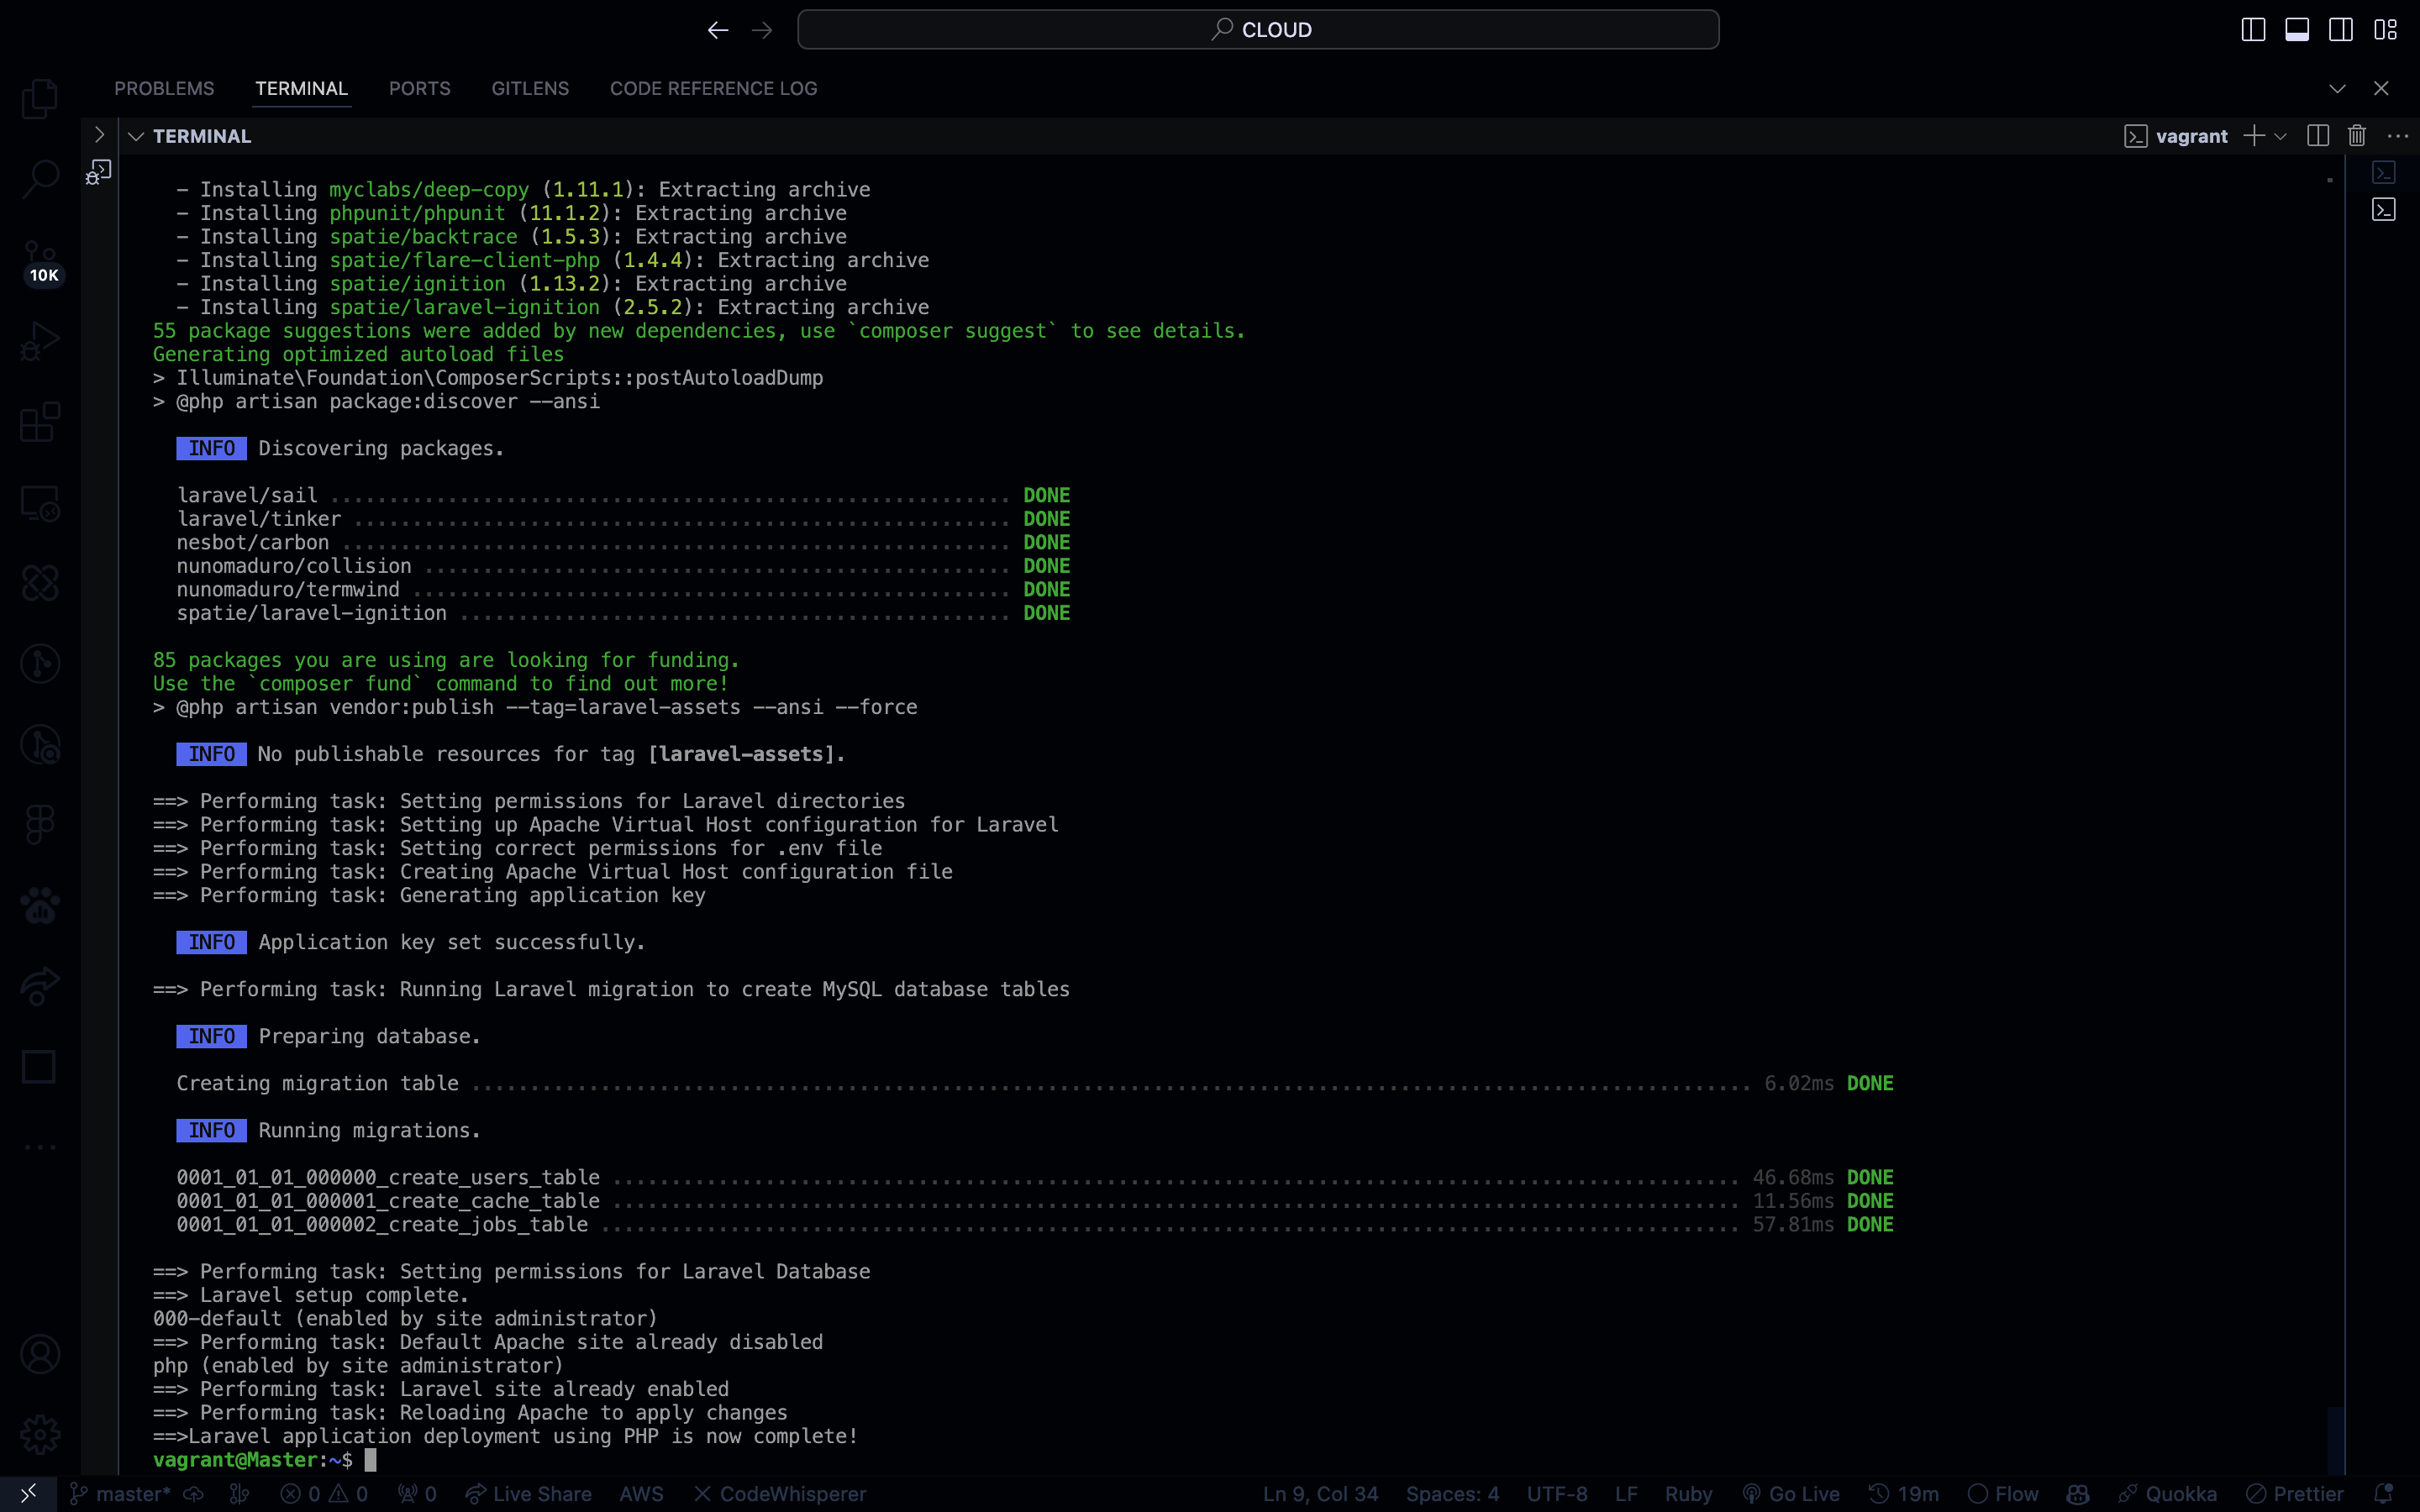 CLOUD
PROBLEMS TERMINAL PORTS GITLENS CODE REFERENCE LOG
TERMINAL
vagrant
10K
- Installing myclabs/deep-copy (1.11.1): Extracting archive
- Installing phpunit/phpunit (11.1.2): Extracting archive
- Installing spatie/backtrace (1.5.3): Extracting archive
- Installing spatie/flare-client-php (1.4.4): Extracting archive
- Installing spatie/ignition (1.13.2): Extracting archive
- Installing spatie/laravel-ignition (2.5.2): Extracting archive
55 package suggestions were added by new dependencies, use `composer suggest` to see details.
Generating optimized autoload files
> Illuminate\Foundation\ComposerScripts::postAutoloadDump
> @php artisan package:discover --ansi
INFO Discovering packages.
laravel/sail .......................................................... DONE
laravel/tinker ........................................................ DONE
nesbot/carbon ......................................................... DONE
nunomaduro/collision .................................................. DONE
nunomaduro/termwind ................................................... DONE
spatie/laravel-ignition ............................................... DONE
85 packages you are using are looking for funding.
Use the `composer fund` command to find out more!
> @php artisan vendor:publish --tag=laravel-assets --ansi --force
INFO No publishable resources for tag [laravel-assets].
==> Performing task: Setting permissions for Laravel directories
==> Performing task: Setting up Apache Virtual Host configuration for Laravel
==> Performing task: Setting correct permissions for .env file
==> Performing task: Creating Apache Virtual Host configuration file
==> Performing task: Generating application key
INFO Application key set successfully.
==> Performing task: Running Laravel migration to create MySQL database tables
INFO Preparing database.
Creating migration table ............................................................................................................. 6.02ms DONE
INFO Running migrations.
0001_01_01_000000_create_users_table ................................................................................................ 46.68ms DONE
0001_01_01_000001_create_cache_table ................................................................................................ 11.56ms DONE
0001_01_01_000002_create_jobs_table ................................................................................................. 57.81ms DONE
==> Performing task: Setting permissions for Laravel Database
==> Laravel setup complete.
000-default (enabled by site administrator)
==> Performing task: Default Apache site already disabled
php (enabled by site administrator)
==> Performing task: Laravel site already enabled
==> Performing task: Reloading Apache to apply changes
==>Laravel application deployment using PHP is now complete!
vagrant@Master:~$
master* 0 0 0 Live Share AWS CodeWhisperer Ln 9, Col 34 Spaces: 4 UTF-8 LF Ruby Go Live 19m Flow Quokka Prettier